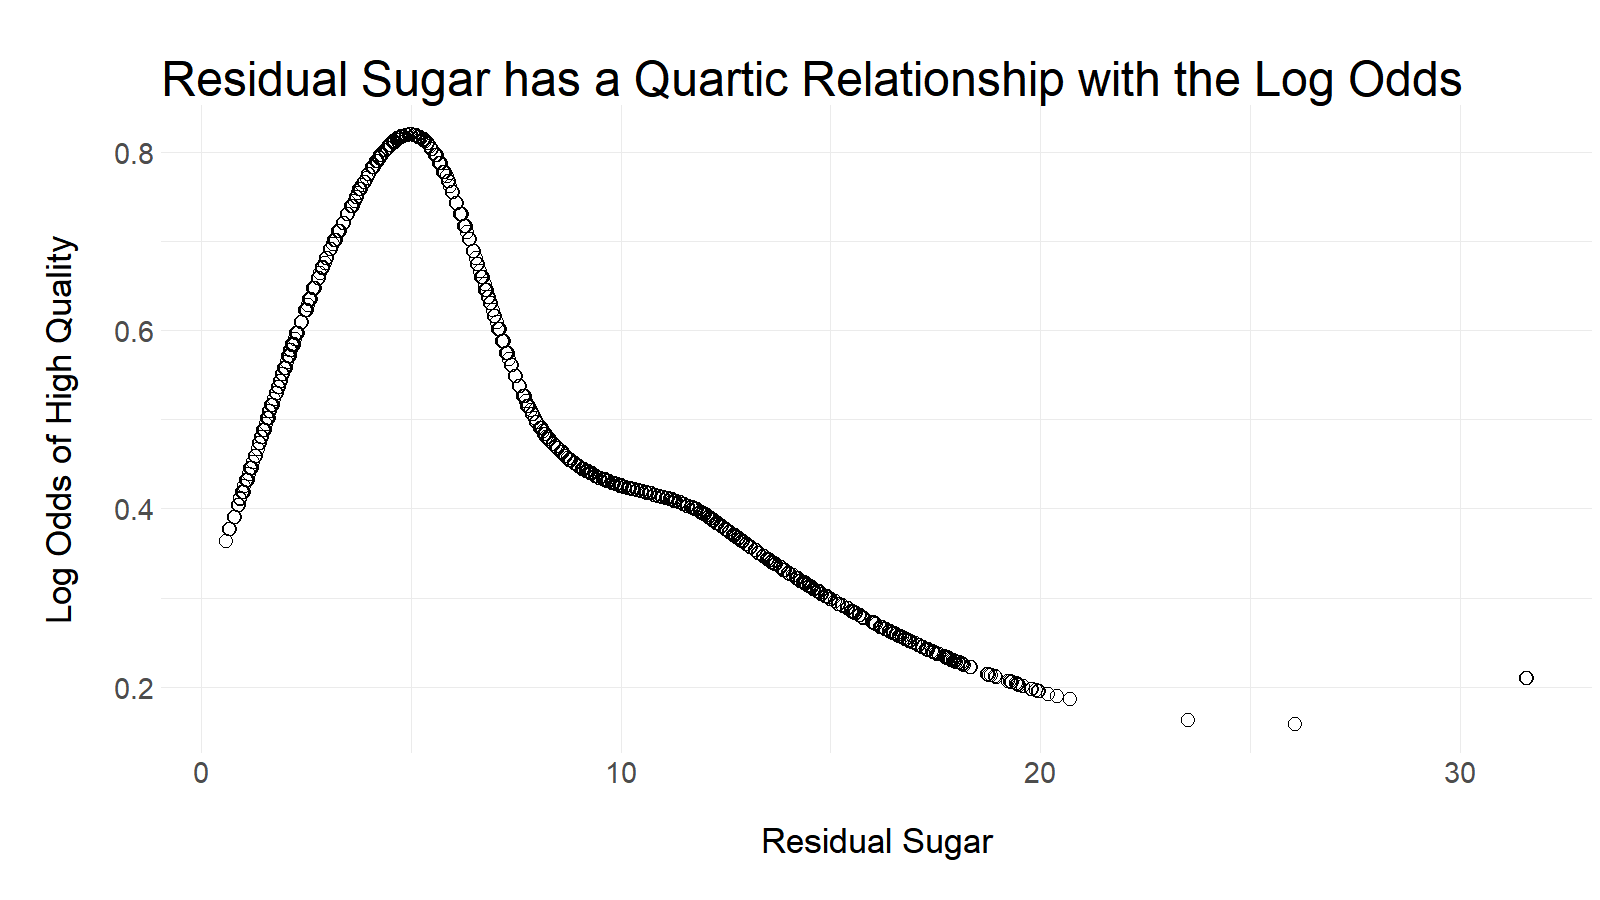 Residual Sugar has a Quartic Relationship with the Log Odds
Log Odds of High Quality
0.8
0.6
0.4
0.2
0 10 20 30
Residual Sugar